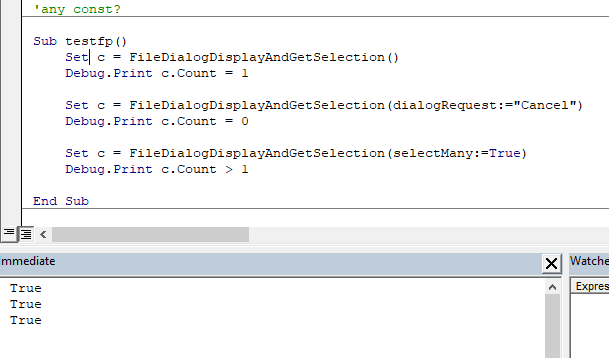 'any const?
Sub testfp()
Set c = FileDialogDisplayAndGetSelection()
Debug.Print c.Count = 1
Set c = FileDialogDisplayAndGetSelection(dialogRequest:="Cancel")
Debug.Print c.Count = 0
Set c = FileDialogDisplayAndGetSelection(selectMany:=True)
Debug.Print c.Count > 1
End Sub
mmediate
Watche
Expres
True
True
True